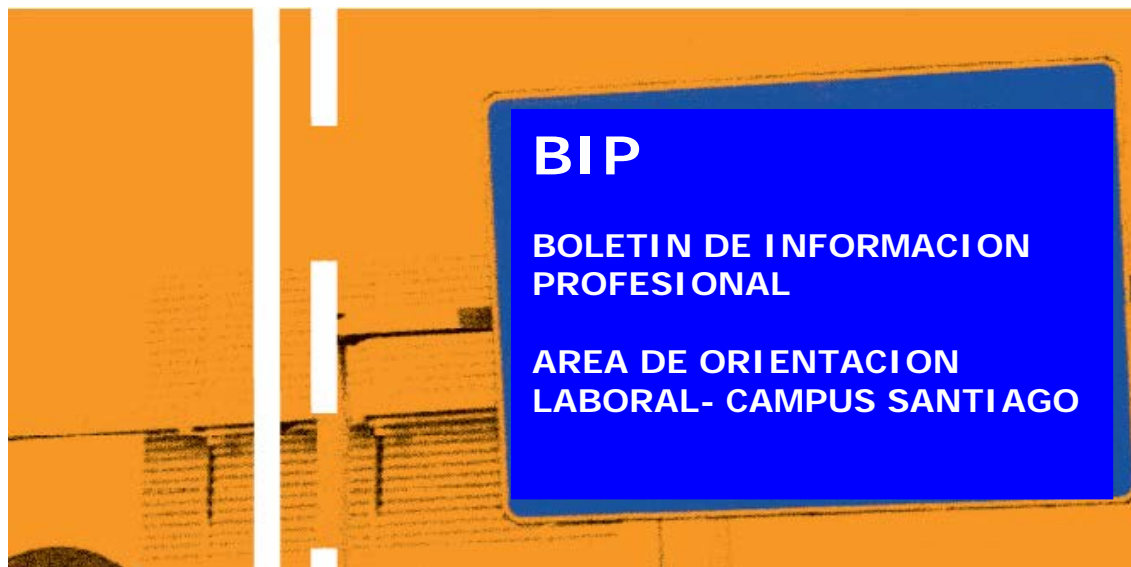 BIP
BOLETIN DE INFORMACION
PROFESIONAL
AREA DE ORIENTACION
LABORAL- CAMPUS SANTIAGO